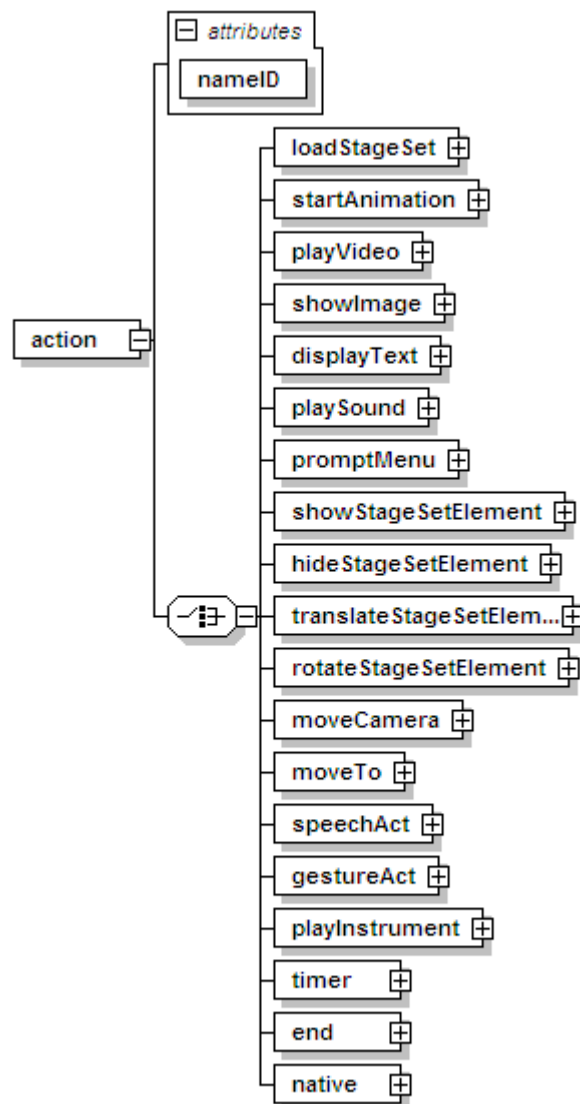 attributes
nameID
loadStageSet
startAnimation
playVideo
showImage
action
displayText
playSound
promptMenu
showStageSetElement
hideStageSetElement
translateStageSetElem...
rotateStageSetElement
moveCamera
moveTo
speechAct
gestureAct
playInstrument
timer
end
native